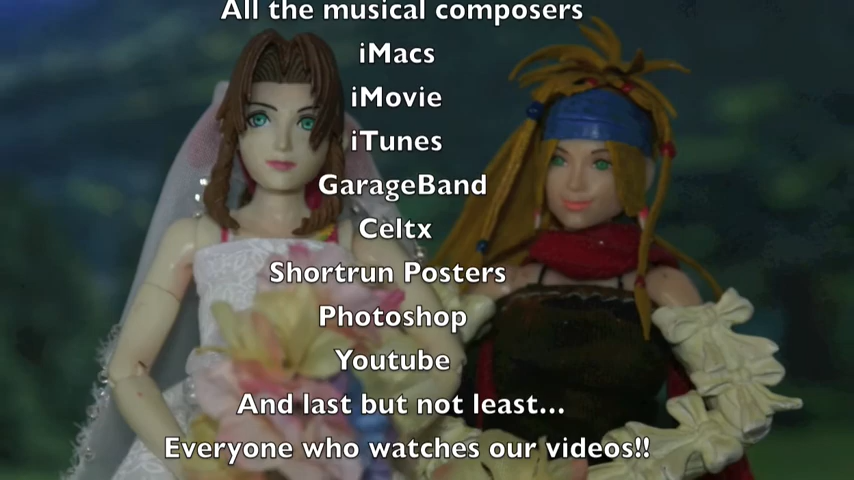 All the musical composers
iMacs
iMovie
iTunes
GarageBand
Celtx
Shortrun Posters
Photoshop
Youtube
And last but not least...
Everyone who watches our videos!!